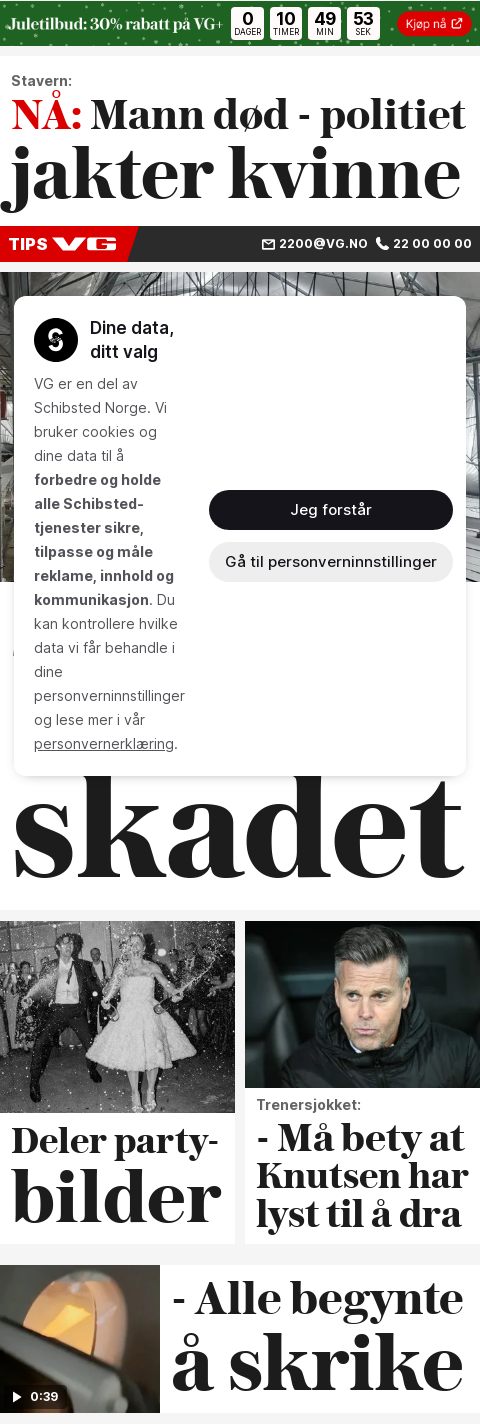 Juletilbud: 30% rabatt på VG+
0 10 49 53
DAGER TIMER MIN SEK
Kjøp nå
Stavern:
NÅ: Mann død - politiet
jakter kvinne
TIPS VG
2200@VG.NO 22 00 00 00
Dine data,
ditt valg
VG er en del av
Schibsted Norge. Vi
bruker cookies og
dine data til å
forbedre og holde
alle Schibsted-
tjenester sikre,
tilpasse og måle
reklame, innhold og
kommunikasjon. Du
kan kontrollere hvilke
data vi får behandle i
dine
personverninnstillinger
og lese mer i vår
personvernerklæring.
Jeg forstår
Gå til personverninnstillinger
skadet
Deler party-
bilder
Trenersjokket:
- Må bety at
Knutsen har
lyst til å dra
0:39
- Alle begynte
å skrike